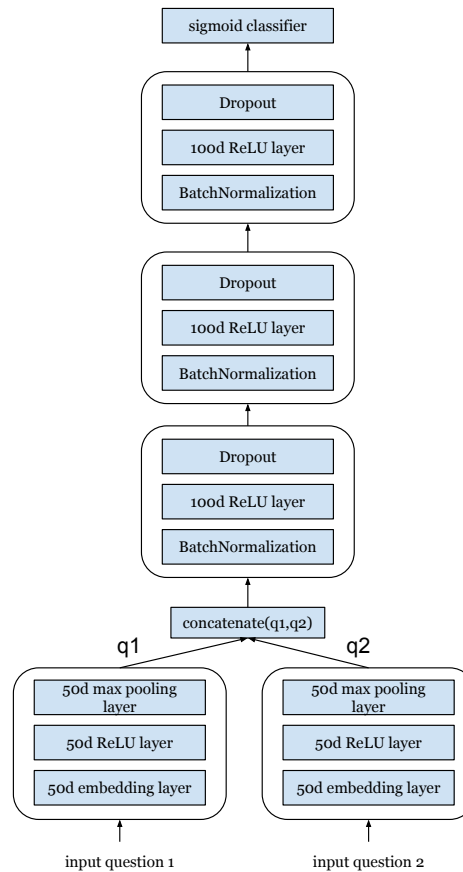 sigmoid classifier
Dropout
100d ReLU layer
BatchNormalization
Dropout
100d ReLU layer
BatchNormalization
Dropout
100d ReLU layer
BatchNormalization
concatenate(q1,q2)
q1
q2
50d max pooling
layer
50d ReLU layer
50d embedding layer
50d max pooling
layer
50d ReLU layer
50d embedding layer
input question 1
input question 2